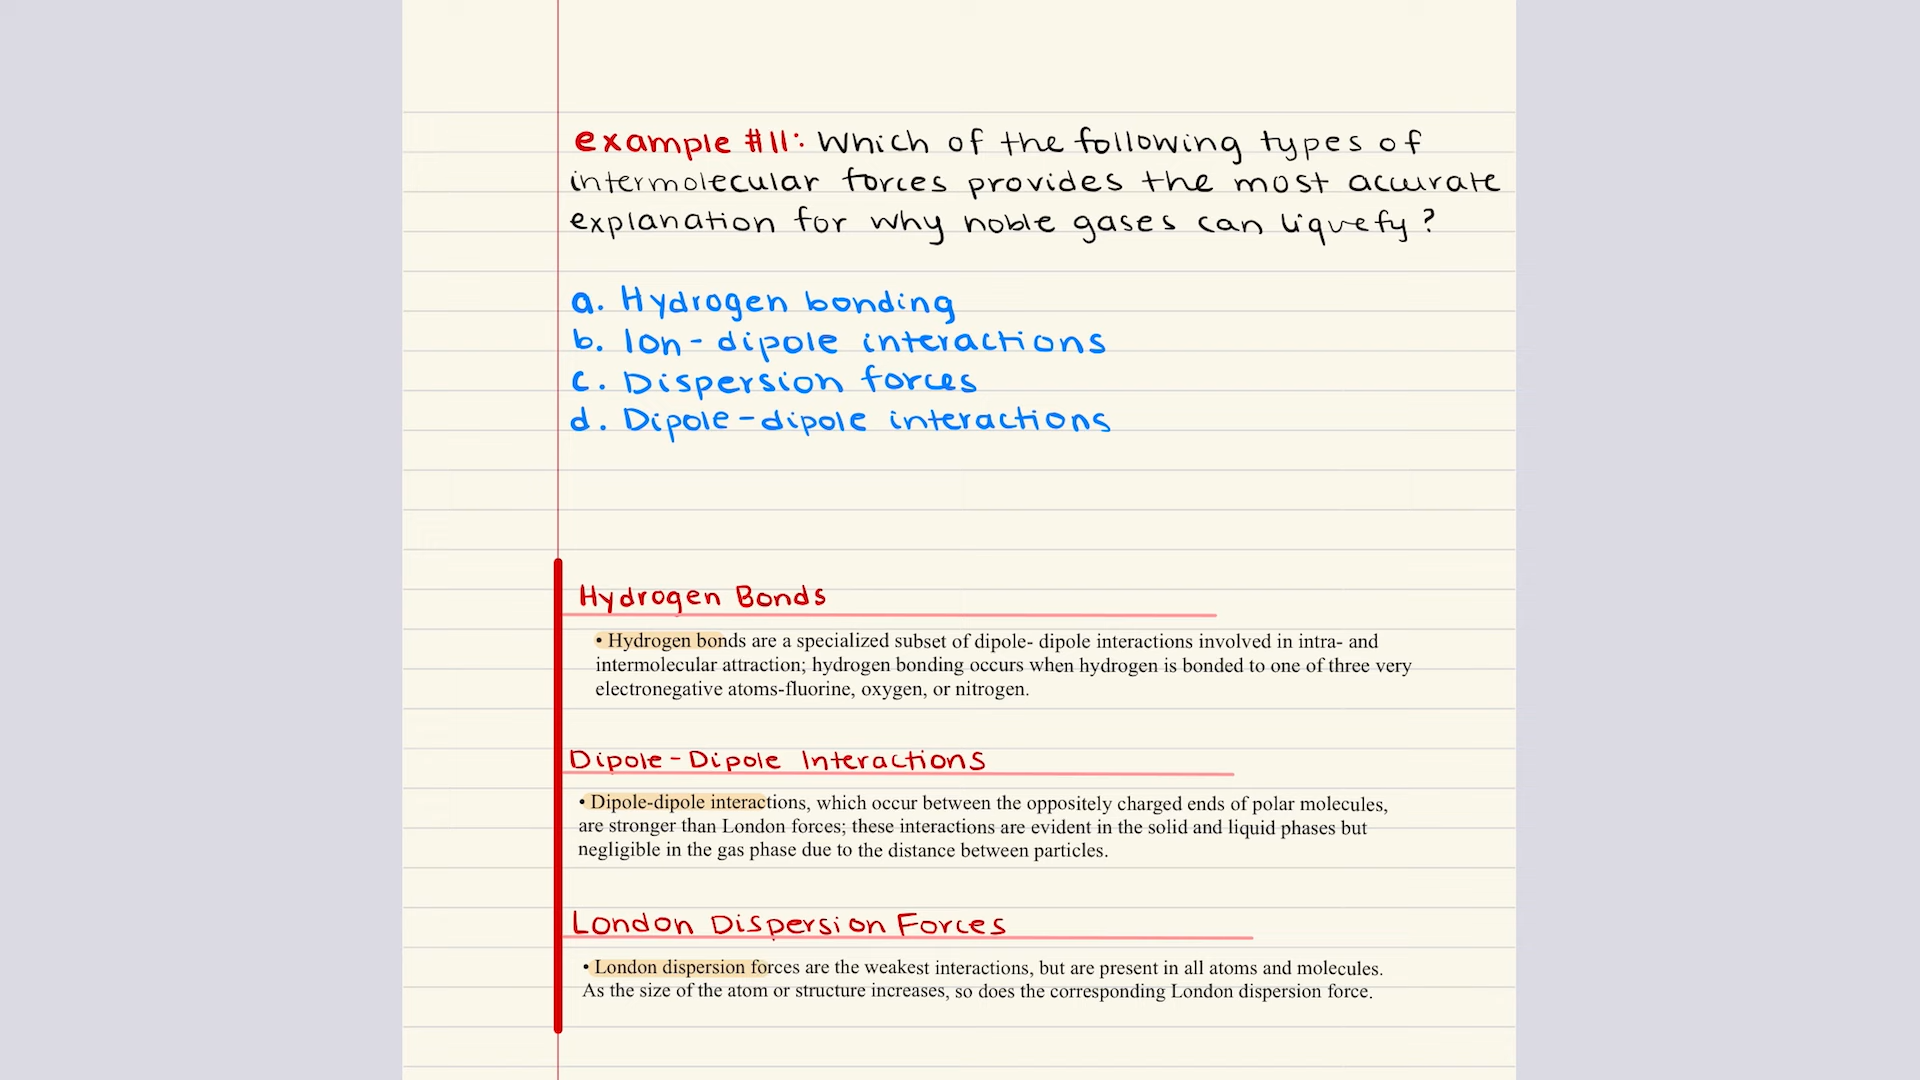 example #11: Which of the following types of
intermolecular forces provides the most accurate
explanation for why noble gases can liquefy?
a. Hydrogen bonding
b. Ion-dipole interactions
c. Dispersion forces
d. Dipole-dipole interactions
Hydrogen Bonds
• Hydrogen bonds are a specialized subset of dipole- dipole interactions involved in intra- and
intermolecular attraction; hydrogen bonding occurs when hydrogen is bonded to one of three very
electronegative atoms-fluorine, oxygen, or nitrogen.
Dipole-Dipole Interactions
• Dipole-dipole interactions, which occur between the oppositely charged ends of polar molecules,
are stronger than London forces; these interactions are evident in the solid and liquid phases but
negligible in the gas phase due to the distance between particles.
London Dispersion Forces
• London dispersion forces are the weakest interactions, but are present in all atoms and molecules.
As the size of the atom or structure increases, so does the corresponding London dispersion force.